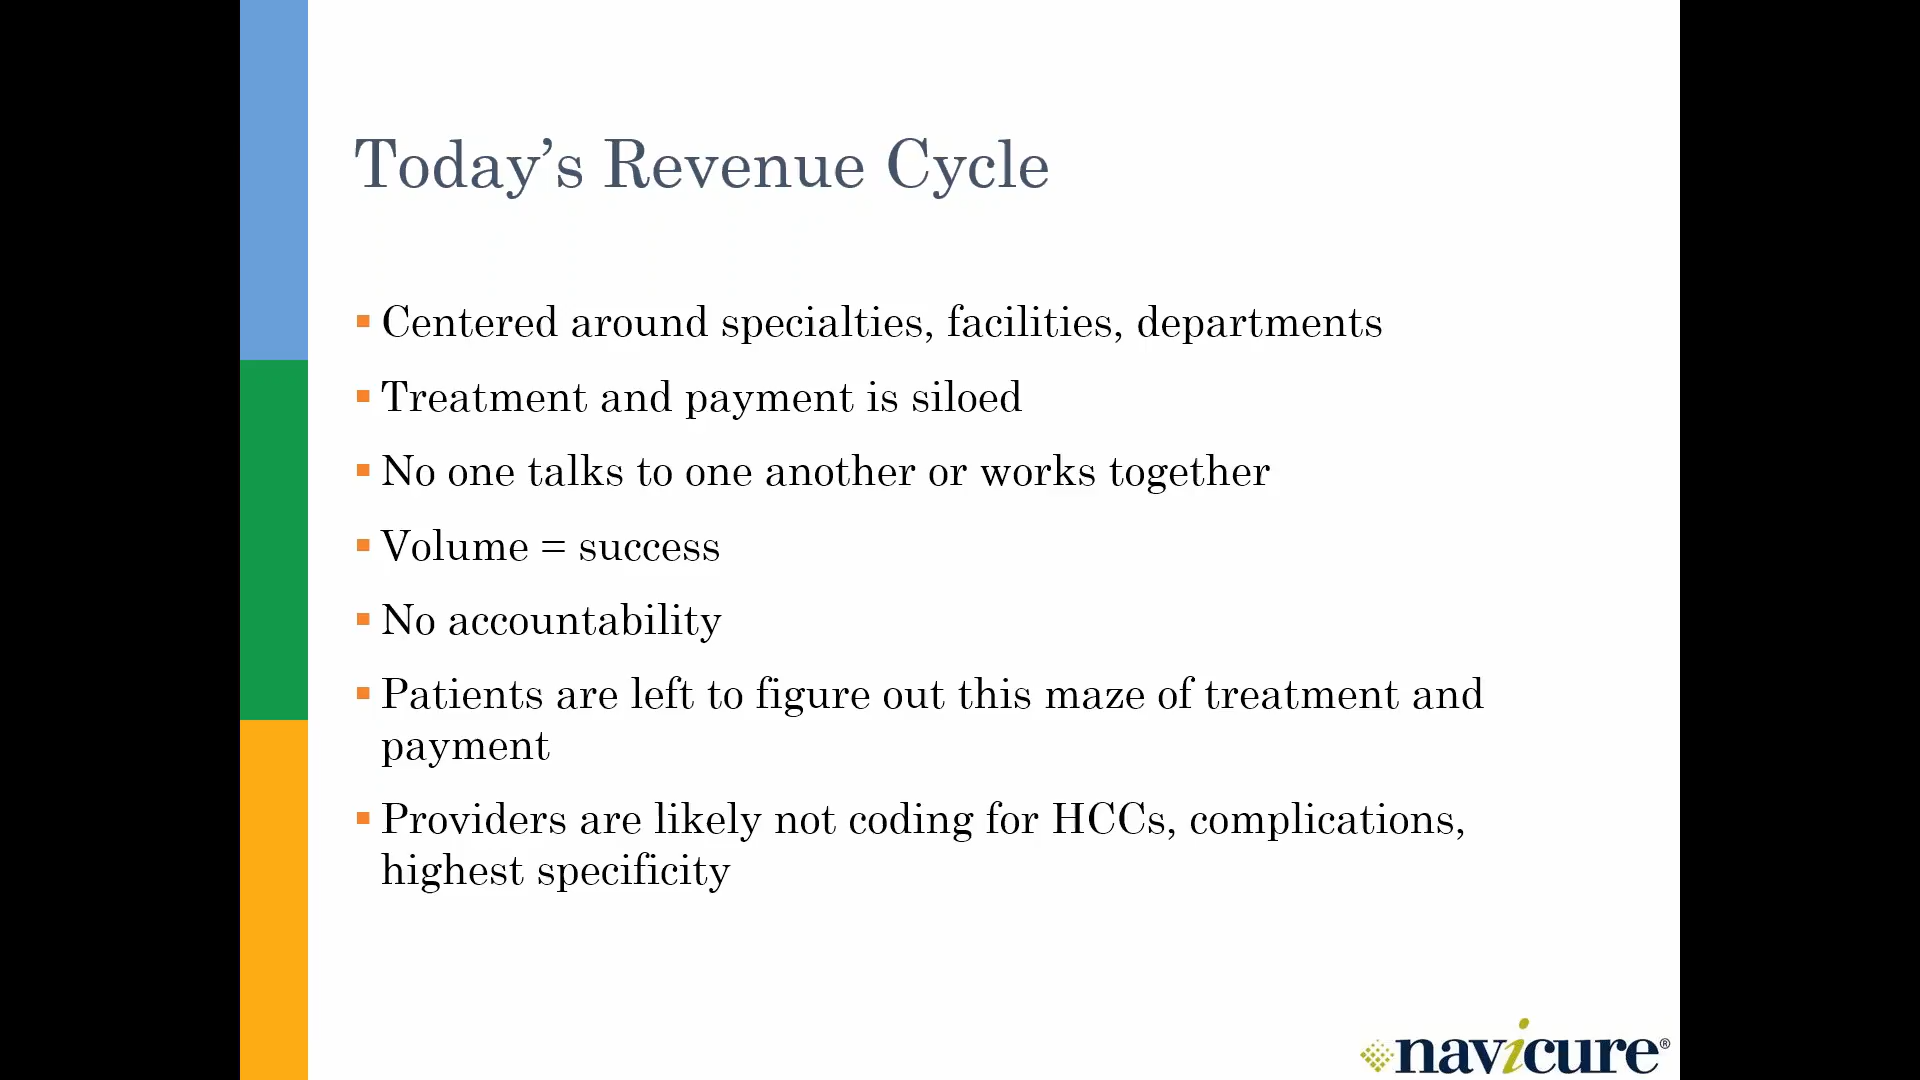 Today’s Revenue Cycle
Centered around specialties, facilities, departments
Treatment and payment is siloed
No one talks to one another or works together
Volume = success
No accountability
Patients are left to figure out this maze of treatment and
payment
Providers are likely not coding for HCCs, complications,
highest specificity
navicure®